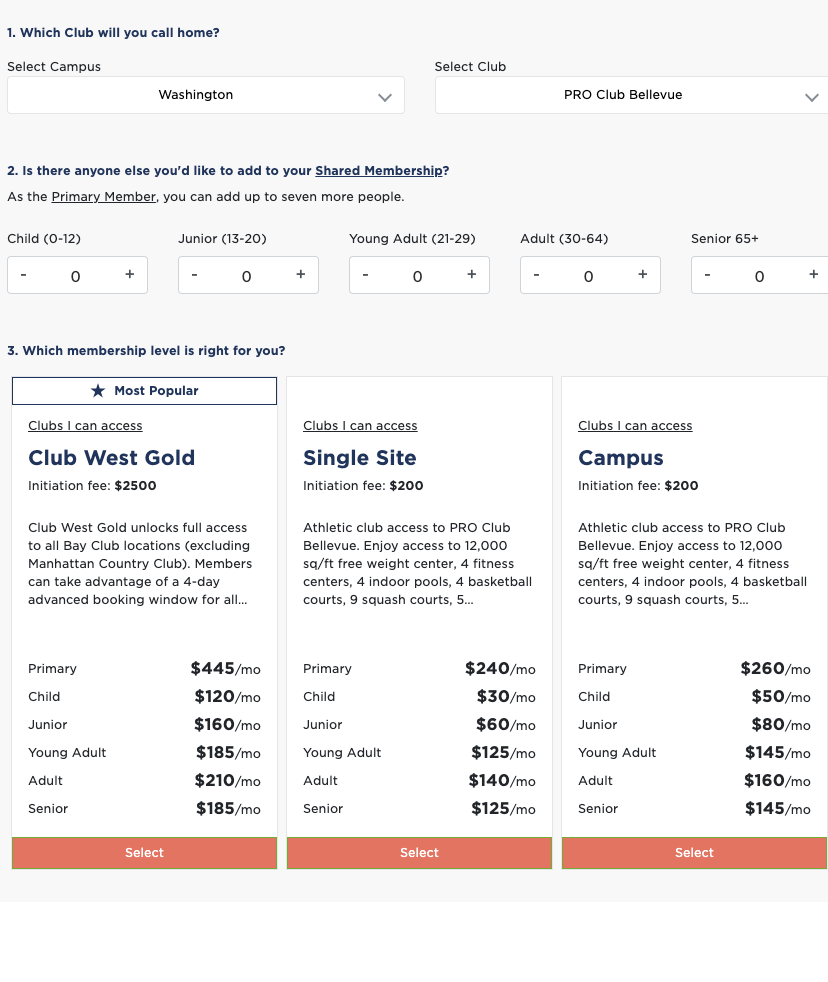 1. Which Club will you call home?
Select Campus
Select Club
Washington
PRO Club Bellevue
2. Is there anyone else you'd like to add to your Shared Membership?
As the Primary Member, you can add up to seven more people.
Child (0-12)
Junior (13-20)
Young Adult (21-29)
Adult (30-64)
Senior 65+
- 0 +
- 0 +
- 0 +
- 0 +
- 0 +
3. Which membership level is right for you?
★ Most Popular
Clubs I can access
Club West Gold
Initiation fee: $2500
Club West Gold unlocks full access
to all Bay Club locations (excluding
Manhattan Country Club). Members
can take advantage of a 4-day
advanced booking window for all...
Primary $445/mo
Child $120/mo
Junior $160/mo
Young Adult $185/mo
Adult $210/mo
Senior $185/mo
Select
Clubs I can access
Single Site
Initiation fee: $200
Athletic club access to PRO Club
Bellevue. Enjoy access to 12,000
sq/ft free weight center, 4 fitness
centers, 4 indoor pools, 4 basketball
courts, 9 squash courts, 5...
Primary $240/mo
Child $30/mo
Junior $60/mo
Young Adult $125/mo
Adult $140/mo
Senior $125/mo
Select
Clubs I can access
Campus
Initiation fee: $200
Athletic club access to PRO Club
Bellevue. Enjoy access to 12,000
sq/ft free weight center, 4 fitness
centers, 4 indoor pools, 4 basketball
courts, 9 squash courts, 5...
Primary $260/mo
Child $50/mo
Junior $80/mo
Young Adult $145/mo
Adult $160/mo
Senior $145/mo
Select